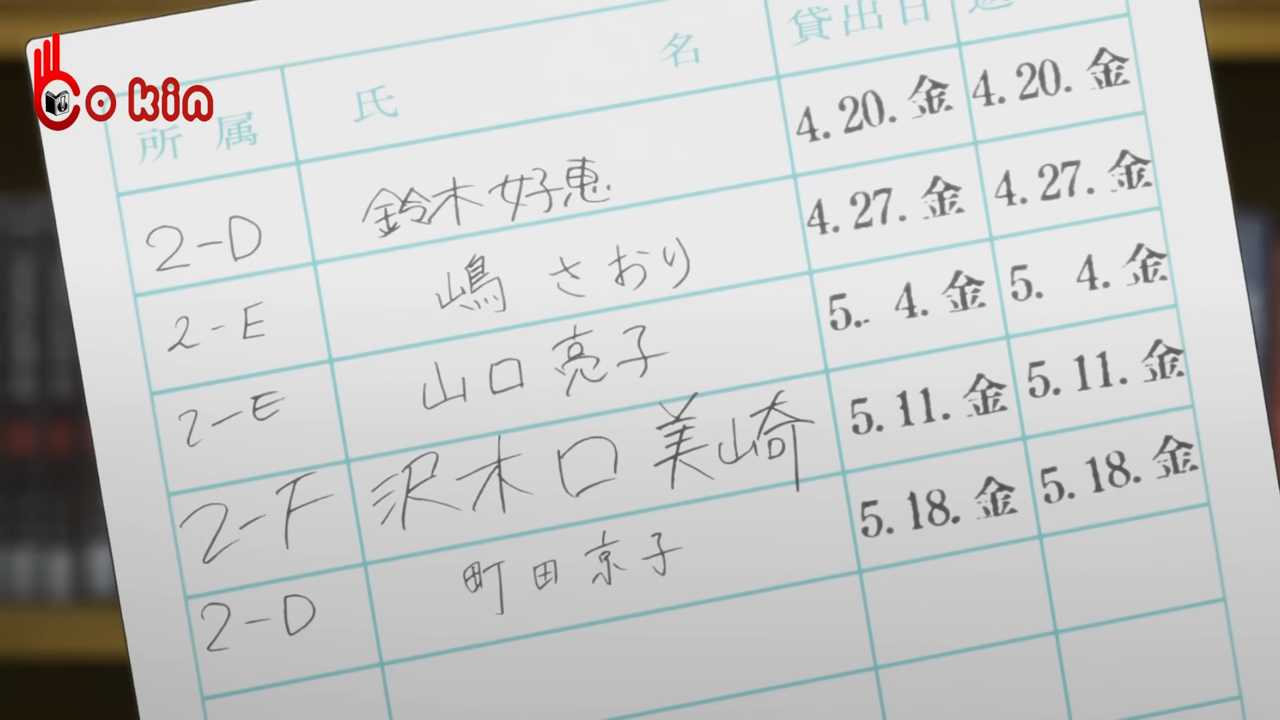 bo kin
所属 氏名 貸出日
2-D 鈴木好恵 4.20.金 4.20.金
2-E 嶋さおり 4.27.金 4.27.金
2-E 山口亮子 5. 4.金 5. 4.金
2-F 沢木口美崎 5.11.金 5.11.金
2-D 町田京子 5.18.金 5.18.金